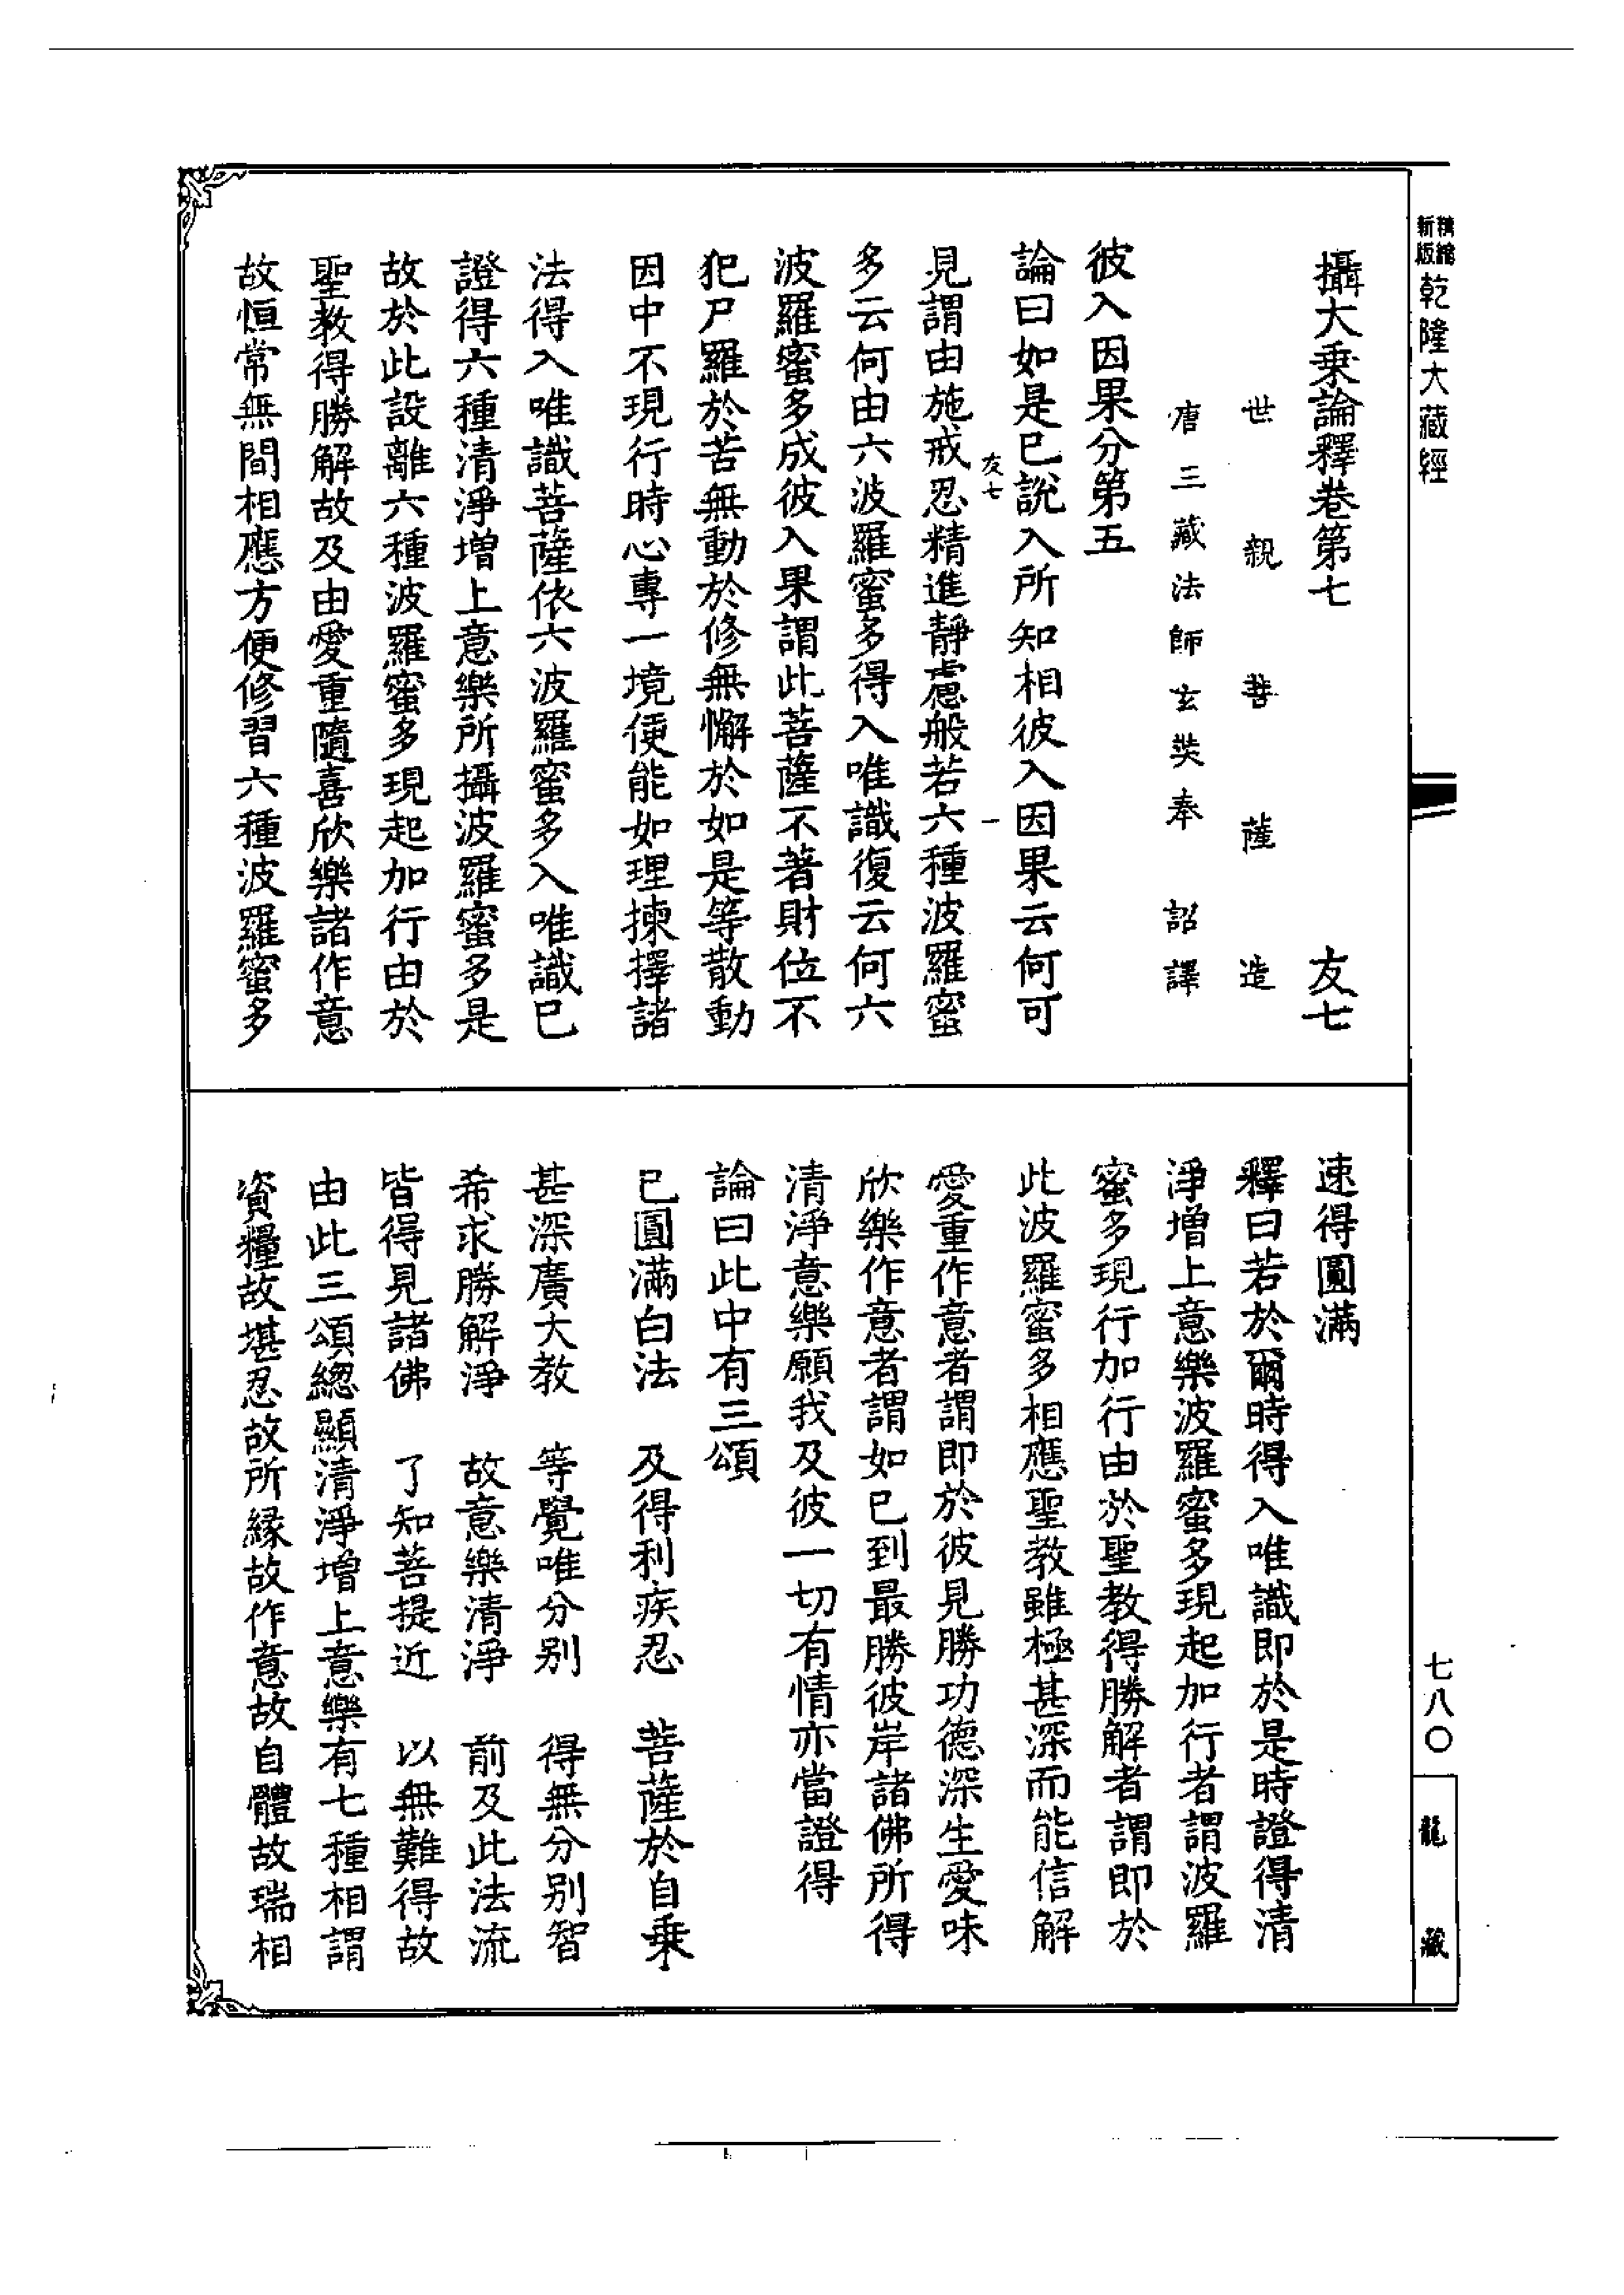 精縮新版乾隆大藏經
攝大乗論釋卷第七 友七
世親菩薩造
唐三藏法師玄奘奉 詔譯
彼入因果分第五
論曰如是已說入所知相彼入因果云何可
友七 一
見謂由施戒忍精進靜慮般若六種波羅蜜
多云何由六波羅蜜多得入唯識復云何六
波羅蜜多成彼入果謂此菩薩不著財位不
犯尸羅於苦無動於修無懈於如是等散動
因中不現行時心專一境便能如理揀擇諸
法得入唯識菩薩依六波羅蜜多入唯識已
證得六種清淨增上意樂所攝波羅蜜多是
故於此設離六種波羅蜜多現起加行由於
聖教得勝解故及由愛重隨喜欣樂諸作意
故恒常無間相應方便修習六種波羅蜜多
速得圓滿
釋曰若於爾時得入唯識即於是時證得清
淨增上意樂波羅蜜多現起加行者謂波羅
蜜多現行加行由於聖教得勝解者謂即於
此波羅蜜多相應聖教雖極甚深而能信解
愛重作意者謂即於彼見勝功德深生愛味
欣樂作意者謂如已到最勝彼岸諸佛所得
清淨意樂願我及彼一切有情亦當證得
論曰此中有三頌
已圓滿白法 及得利疾忍 菩薩於自乗
甚深廣大教 等覺唯分别 得無分别智
希求勝解淨 故意樂清淨 前及此法流
皆得見諸佛 了知菩提近 以無難得故
由此三頌緫顯清淨增上意樂有七種相謂
資糧故堪忍故所緣故作意故自體故瑞相
七八〇
龍藏